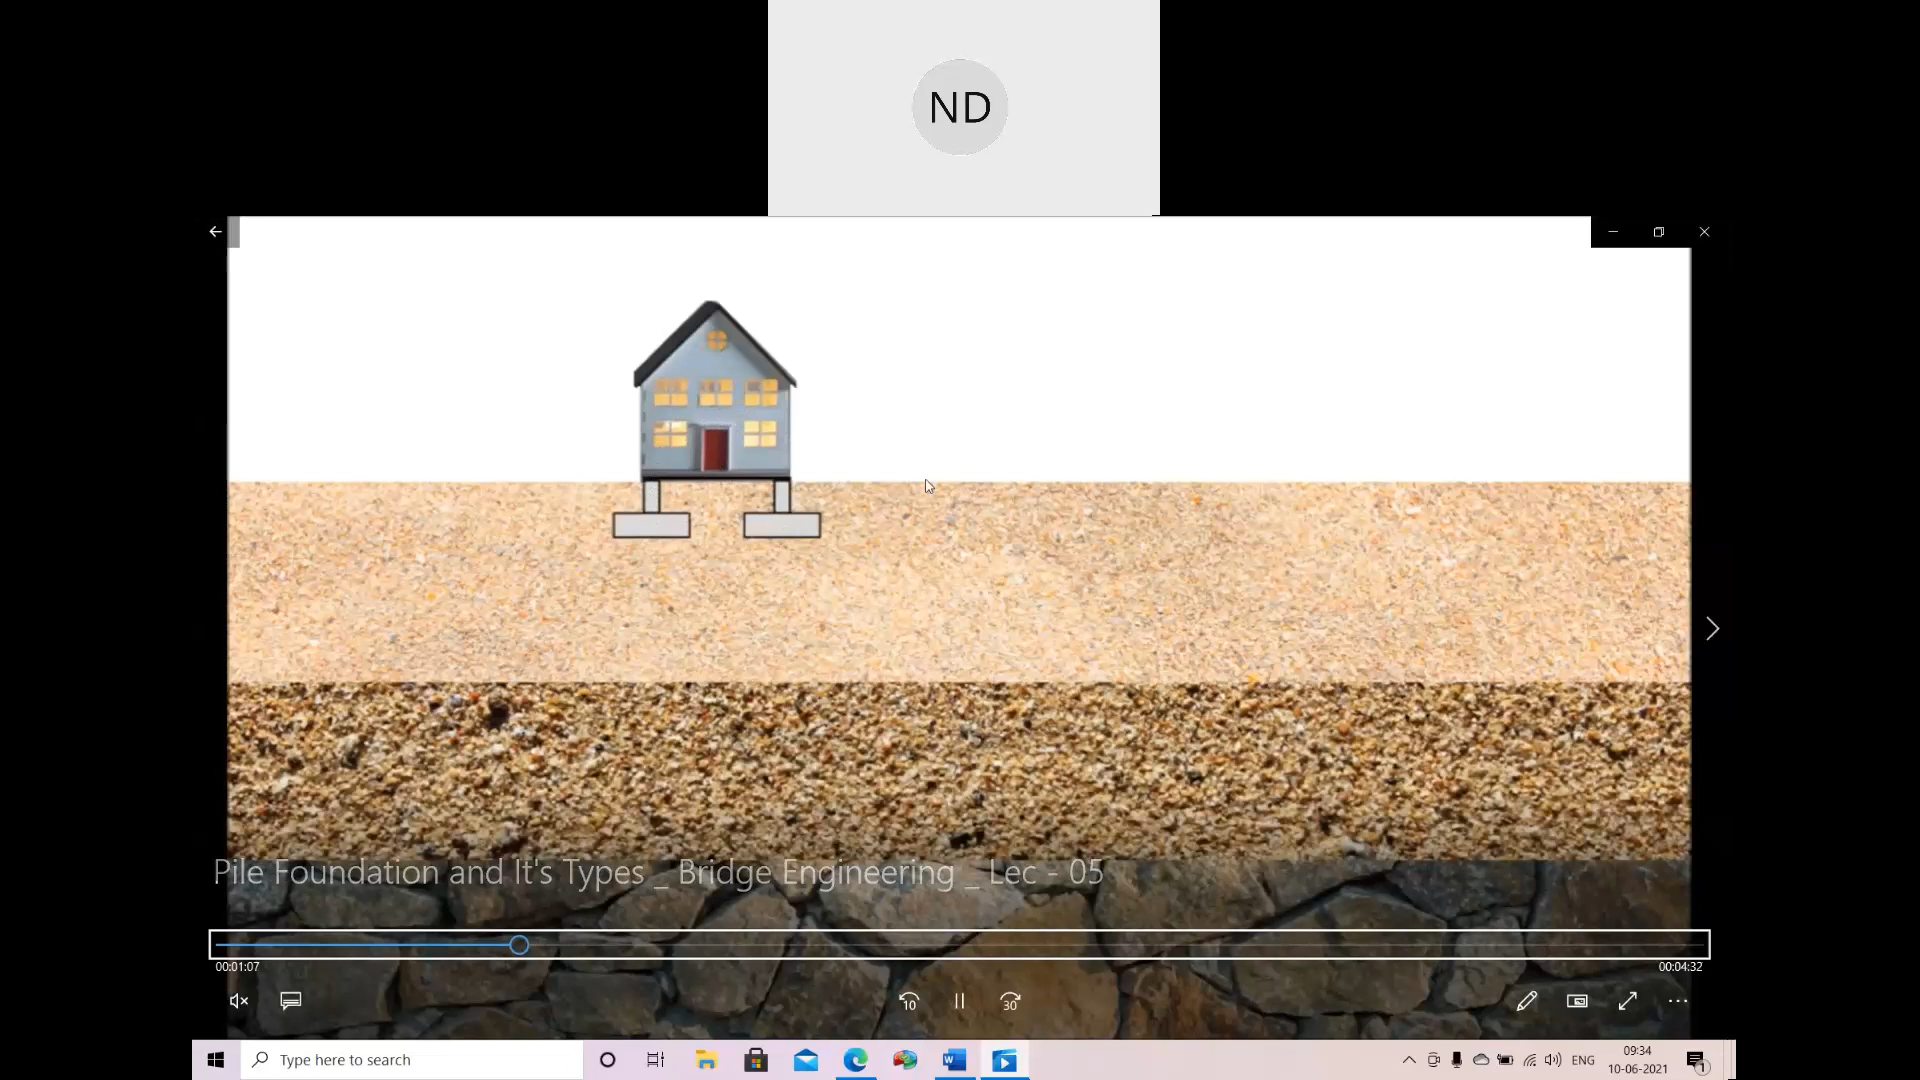 ND
Pile Foundation and It's Types _ Bridge Engineering _ Lec - 05
00:01:07
00:04:32
10
30
Type here to search
W
ENG
09:34
10-06-2021
1